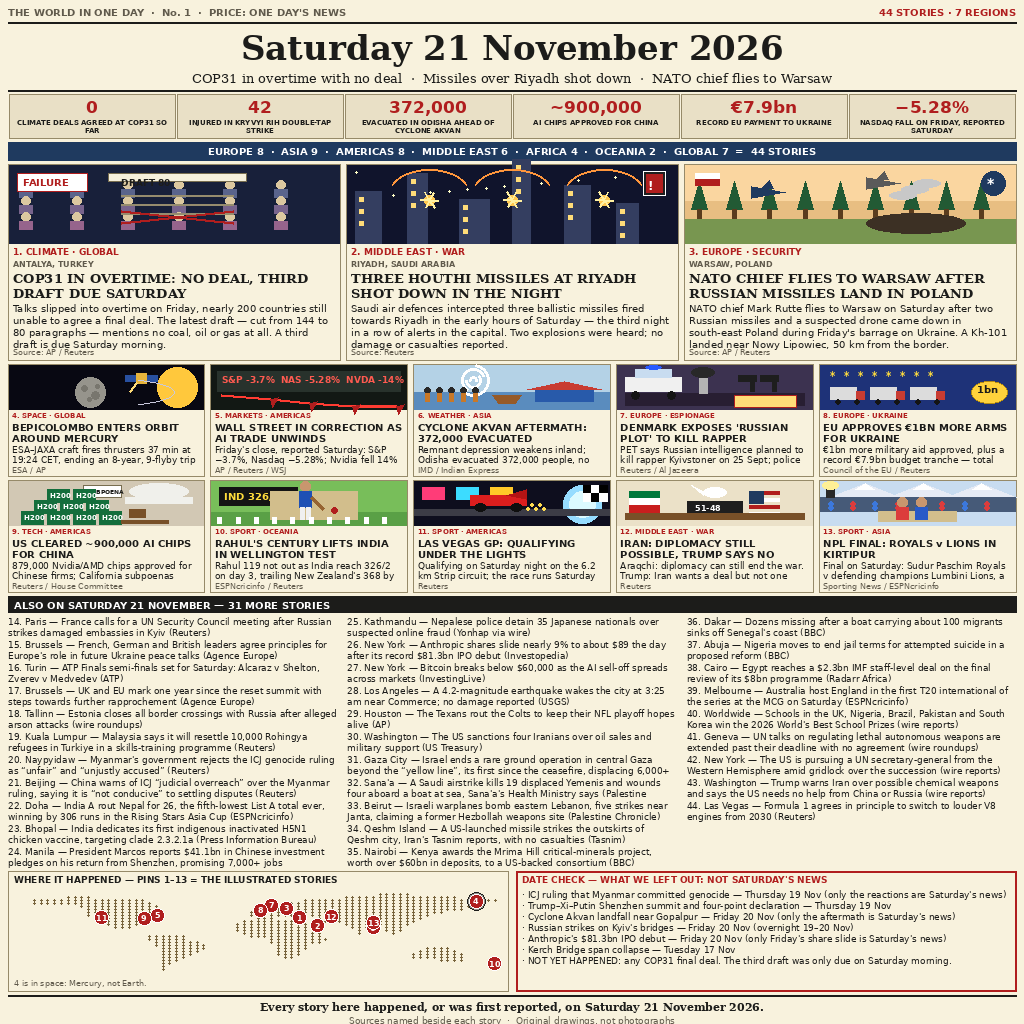 THE WORLD IN ONE DAY · No. 1 · PRICE: ONE DAY'S NEWS
44 STORIES · 7 REGIONS
Saturday 21 November 2026
COP31 in overtime with no deal · Missiles over Riyadh shot down · NATO chief flies to Warsaw
0
CLIMATE DEALS AGREED AT COP31 SO
FAR
42
INJURED IN KRYVYI RIH DOUBLE-TAP
STRIKE
372,000
EVACUATED IN ODISHA AHEAD OF
CYCLONE AKVAN
~900,000
AI CHIPS APPROVED FOR CHINA
€7.9bn
RECORD EU PAYMENT TO UKRAINE
−5.28%
NASDAQ FALL ON FRIDAY, REPORTED
SATURDAY
EUROPE 8 · ASIA 9 · AMERICAS 8 · MIDDLE EAST 6 · AFRICA 4 · OCEANIA 2 · GLOBAL 7 = 44 STORIES
FAILURE
DRAFT 80
1. CLIMATE · GLOBAL
ANTALYA, TURKEY
COP31 IN OVERTIME: NO DEAL, THIRD
DRAFT DUE SATURDAY
Talks slipped into overtime on Friday, nearly 200 countries still
unable to agree a final deal. The latest draft — cut from 144 to
80 paragraphs — mentions no coal, oil or gas at all. A third
draft is due Saturday morning.
Source: AP / Reuters
!
2. MIDDLE EAST · WAR
RIYADH, SAUDI ARABIA
THREE HOUTHI MISSILES AT RIYADH
SHOT DOWN IN THE NIGHT
Saudi air defences intercepted three ballistic missiles fired
towards Riyadh in the early hours of Saturday — the third night
in a row of alerts in the capital. Two explosions were heard; no
damage or casualties reported.
Source: Reuters
*
3. EUROPE · SECURITY
WARSAW, POLAND
NATO CHIEF FLIES TO WARSAW AFTER
RUSSIAN MISSILES LAND IN POLAND
NATO chief Mark Rutte flies to Warsaw on Saturday after two
Russian missiles and a suspected drone came down in
south-east Poland during Friday's barrage on Ukraine. A Kh-101
landed near Nowy Lipowiec, 50 km from the border.
Source: AP / Reuters
4. SPACE · GLOBAL
BEPICOLOMBO ENTERS ORBIT
AROUND MERCURY
ESA–JAXA craft fires thrusters 37 min at
19:24 CET, ending an 8-year, 9-flyby trip
ESA / AP
S&P -3.7% NAS -5.28% NVDA -14%
5. MARKETS · AMERICAS
WALL STREET IN CORRECTION AS
AI TRADE UNWINDS
Friday's close, reported Saturday: S&P
−3.7%, Nasdaq −5.28%; Nvidia fell 14%
AP / Reuters / WSJ
6. WEATHER · ASIA
CYCLONE AKVAN AFTERMATH:
372,000 EVACUATED
Remnant depression weakens inland;
Odisha evacuated 372,000 people, no
IMD / Indian Express
7. EUROPE · ESPIONAGE
DENMARK EXPOSES 'RUSSIAN
PLOT' TO KILL RAPPER
PET says Russian intelligence planned to
kill rapper Kyivstoner on 25 Sept; police
Reuters / Al Jazeera
1bn
8. EUROPE · UKRAINE
EU APPROVES €1BN MORE ARMS
FOR UKRAINE
€1bn more military aid approved, plus a
record €7.9bn budget tranche — total
Council of the EU / Reuters
H200 H200
H200 H200 H200
H200 H200 H200 H200
9. TECH · AMERICAS
US CLEARED ~900,000 AI CHIPS
FOR CHINA
879,000 Nvidia/AMD chips approved for
Chinese firms; California subpoenas
Reuters / House Committee
IND 326
10. SPORT · OCEANIA
RAHUL'S CENTURY LIFTS INDIA
IN WELLINGTON TEST
Rahul 119 not out as India reach 326/2
on day 3, trailing New Zealand's 368 by
ESPNcricinfo / Reuters
11. SPORT · AMERICAS
LAS VEGAS GP: QUALIFYING
UNDER THE LIGHTS
Qualifying on Saturday night on the 6.2
km Strip circuit; the race runs Saturday
Reuters
51-48
12. MIDDLE EAST · WAR
IRAN: DIPLOMACY STILL
POSSIBLE, TRUMP SAYS NO
Araqchi: diplomacy can still end the war.
Trump: Iran wants a deal but not one
Reuters
13. SPORT · ASIA
NPL FINAL: ROYALS v LIONS IN
KIRTIPUR
Final on Saturday: Sudur Paschim Royals
v defending champions Lumbini Lions, a
Sporting News / ESPNcricinfo
ALSO ON SATURDAY 21 NOVEMBER — 31 MORE STORIES
14. Paris — France calls for a UN Security Council meeting after Russian
strikes damaged embassies in Kyiv (Reuters)
15. Brussels — French, German and British leaders agree principles for
Europe's role in future Ukraine peace talks (Agence Europe)
16. Turin — ATP Finals semi-finals set for Saturday: Alcaraz v Shelton,
Zverev v Medvedev (ATP)
17. Brussels — UK and EU mark one year since the reset summit with
steps towards further rapprochement (Agence Europe)
18. Tallinn — Estonia closes all border crossings with Russia after alleged
arson attacks (wire roundups)
19. Kuala Lumpur — Malaysia says it will resettle 10,000 Rohingya
refugees in Turkiye in a skills-training programme (Reuters)
20. Naypyidaw — Myanmar's government rejects the ICJ genocide ruling
as “unfair” and “unjustly accused” (Reuters)
21. Beijing — China warns of ICJ “judicial overreach” over the Myanmar
ruling, saying it is “not conducive” to settling disputes (Reuters)
22. Doha — India A rout Nepal for 26, the fifth-lowest List A total ever,
winning by 306 runs in the Rising Stars Asia Cup (ESPNcricinfo)
23. Bhopal — India dedicates its first indigenous inactivated H5N1
chicken vaccine, targeting clade 2.3.2.1a (Press Information Bureau)
24. Manila — President Marcos reports $41.1bn in Chinese investment
pledges on his return from Shenzhen, promising 7,000+ jobs
25. Kathmandu — Nepalese police detain 35 Japanese nationals over
suspected online fraud (Yonhap via wire)
26. New York — Anthropic shares slide nearly 9% to about $89 the day
after its record $81.3bn IPO debut (Investopedia)
27. New York — Bitcoin breaks below $60,000 as the AI sell-off spreads
across markets (InvestingLive)
28. Los Angeles — A 4.2-magnitude earthquake wakes the city at 3:25
am near Commerce; no damage reported (USGS)
29. Houston — The Texans rout the Colts to keep their NFL playoff hopes
alive (AP)
30. Washington — The US sanctions four Iranians over oil sales and
military support (US Treasury)
31. Gaza City — Israel ends a rare ground operation in central Gaza
beyond the “yellow line”, its first since the ceasefire, displacing 6,000+
32. Sana'a — A Saudi airstrike kills 19 displaced Yemenis and wounds
four aboard a boat at sea, Sana'a's Health Ministry says (Palestine
33. Beirut — Israeli warplanes bomb eastern Lebanon, five strikes near
Janta, claiming a former Hezbollah weapons site (Palestine Chronicle)
34. Qeshm Island — A US-launched missile strikes the outskirts of
Qeshm city, Iran's Tasnim reports, with no casualties (Tasnim)
35. Nairobi — Kenya awards the Mrima Hill critical-minerals project,
worth over $60bn in deposits, to a US-backed consortium (BBC)
36. Dakar — Dozens missing after a boat carrying about 100 migrants
sinks off Senegal's coast (BBC)
37. Abuja — Nigeria moves to end jail terms for attempted suicide in a
proposed reform (BBC)
38. Cairo — Egypt reaches a $2.3bn IMF staff-level deal on the final
review of its $8bn programme (Radarr Africa)
39. Melbourne — Australia host England in the first T20 international of
the series at the MCG on Saturday (ESPNcricinfo)
40. Worldwide — Schools in the UK, Nigeria, Brazil, Pakistan and South
Korea win the 2026 World's Best School Prizes (wire reports)
41. Geneva — UN talks on regulating lethal autonomous weapons are
extended past their deadline with no agreement (wire roundups)
42. New York — The US is pursuing a UN secretary-general from the
Western Hemisphere amid gridlock over the succession (wire reports)
43. Washington — Trump warns Iran over possible chemical weapons
and says the US needs no help from China or Russia (wire reports)
44. Las Vegas — Formula 1 agrees in principle to switch to louder V8
engines from 2030 (Reuters)
WHERE IT HAPPENED — PINS 1–13 = THE ILLUSTRATED STORIES
11
9
5
8
7
3
1
2
12
13
4
10
4 is in space: Mercury, not Earth.
DATE CHECK — WHAT WE LEFT OUT: NOT SATURDAY'S NEWS
· ICJ ruling that Myanmar committed genocide — Thursday 19 Nov (only the reactions are Saturday's news)
· Trump–Xi–Putin Shenzhen summit and four-point declaration — Thursday 19 Nov
· Cyclone Akvan landfall near Gopalpur — Friday 20 Nov (only the aftermath is Saturday's news)
· Russian strikes on Kyiv's bridges — Friday 20 Nov (overnight 19–20 Nov)
· Anthropic's $81.3bn IPO debut — Friday 20 Nov (only Friday's share slide is Saturday's news)
· Kerch Bridge span collapse — Tuesday 17 Nov
· NOT YET HAPPENED: any COP31 final deal. The third draft was only due on Saturday morning.
Every story here happened, or was first reported, on Saturday 21 November 2026.
Sources named beside each story · Original drawings, not photographs